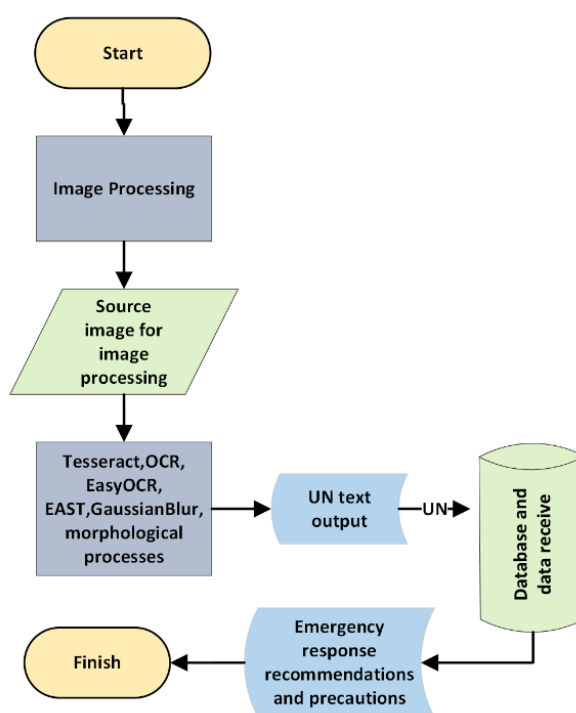 Start
Image Processing
Source
image for
image
processing
Tesseract,OCR,
EasyOCR,
EAST,GaussianBlur,
morphological
processes
UN text
output
UN
Database and
data receive
Emergency
response
recommendations
and precautions
Finish